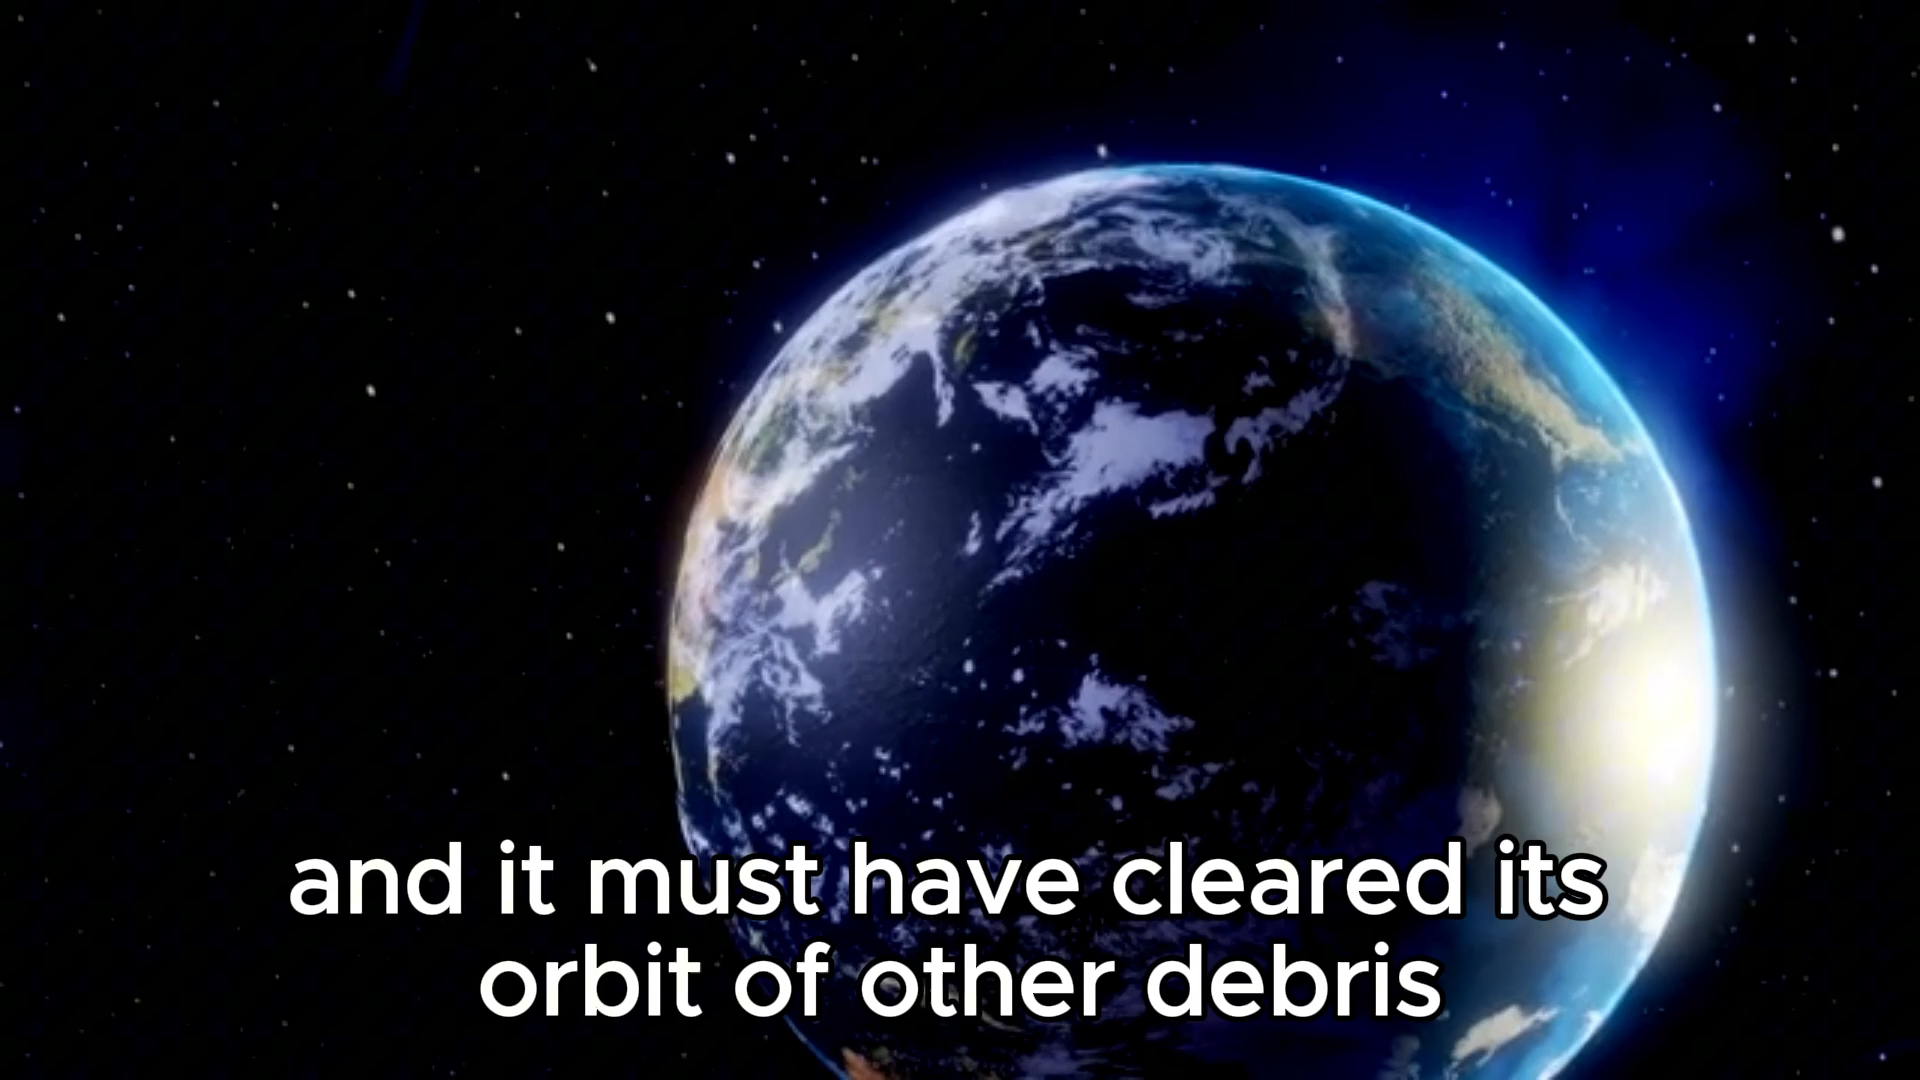 and it must have cleared its
orbit of other debris